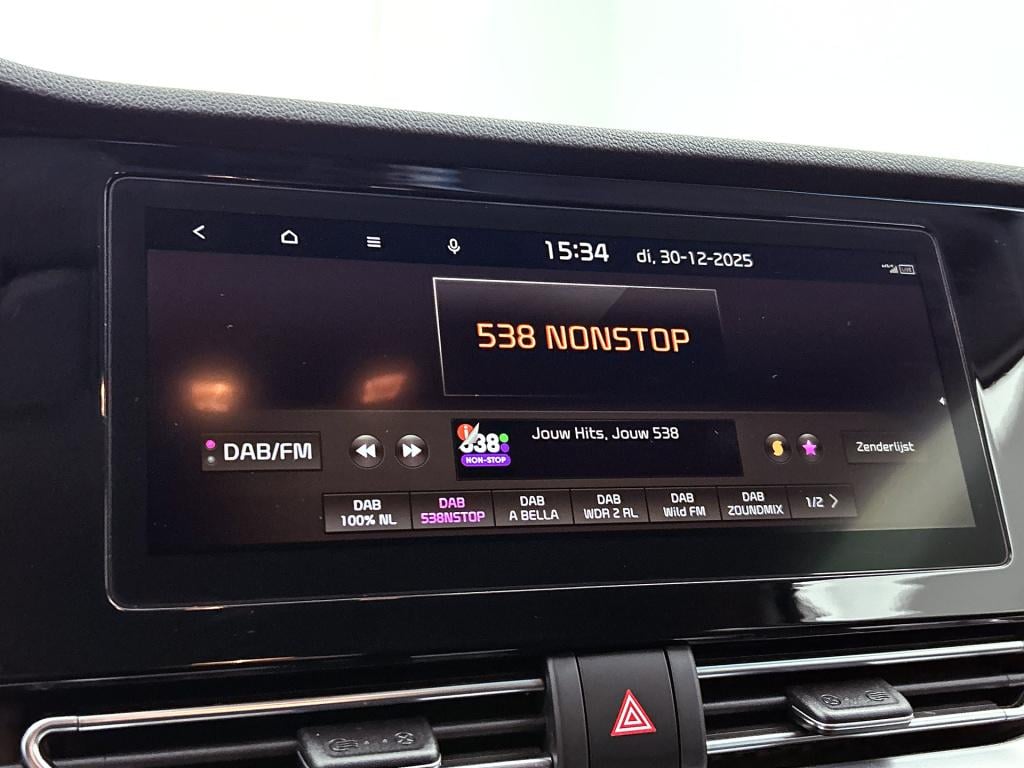 15:34 di, 30-12-2025
LIVE
538 NONSTOP
DAB/FM
538
NON-STOP
Jouw Hits, Jouw 538
Zenderlijst
DAB
100% NL
DAB
538NSTOP
DAB
A BELLA
DAB
WDR 2 RL
DAB
Wild FM
DAB
ZOUNDMIX
1/2